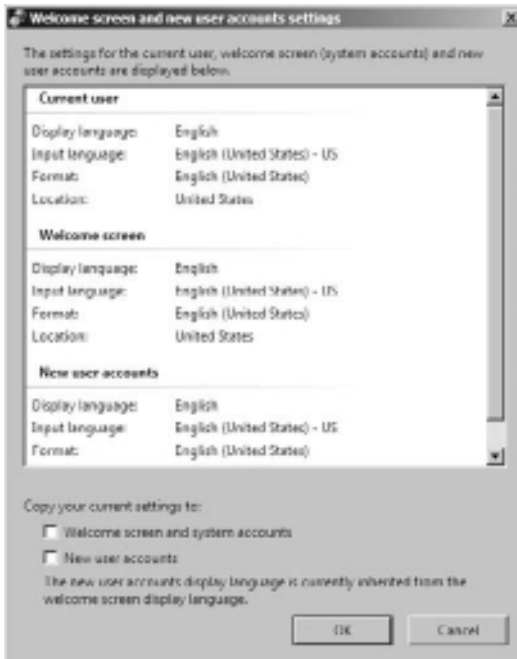 Welcome screen and new user accounts settings
The settings for the current user, welcome screen (system accounts) and new
user accounts are displayed below.
Current user
Display language: English
Input language: English (United States) - US
Format: English (United States)
Location: United States
Welcome screen
Display language: English
Input language: English (United States) - US
Format: English (United States)
Location: United States
New user accounts
Display language: English
Input language: English (United States) - US
Format: English (United States)
Copy your current settings to:
Welcome screen and system accounts
New user accounts
The new user accounts display language is currently inherited from the
welcome screen display language.
OK Cancel